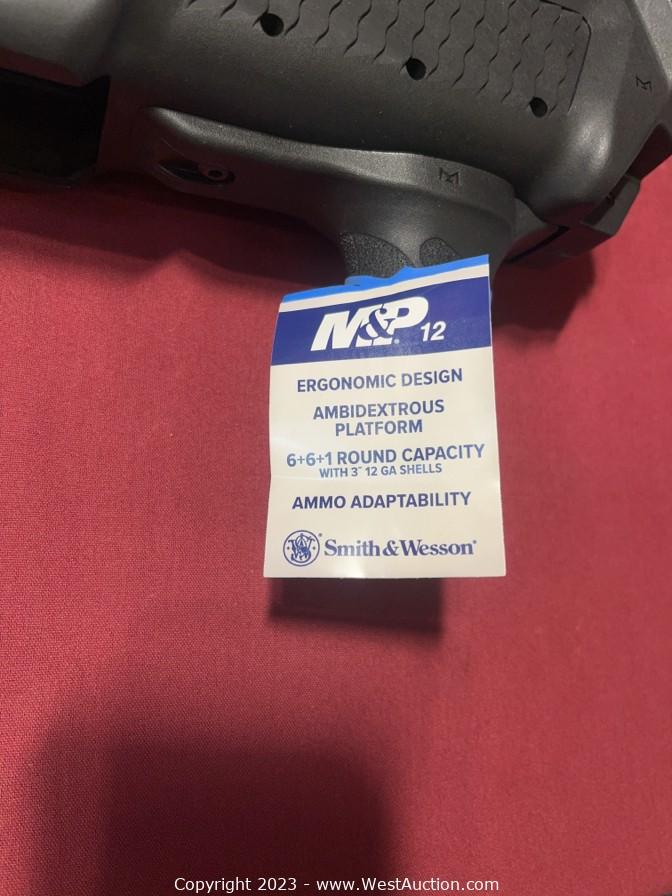 M&P® 12
ERGONOMIC DESIGN
AMBIDEXTROUS
PLATFORM
6+6+1 ROUND CAPACITY
WITH 3" 12 GA SHELLS
AMMO ADAPTABILITY
Smith & Wesson®
Copyright 2023 - www.WestAuction.com